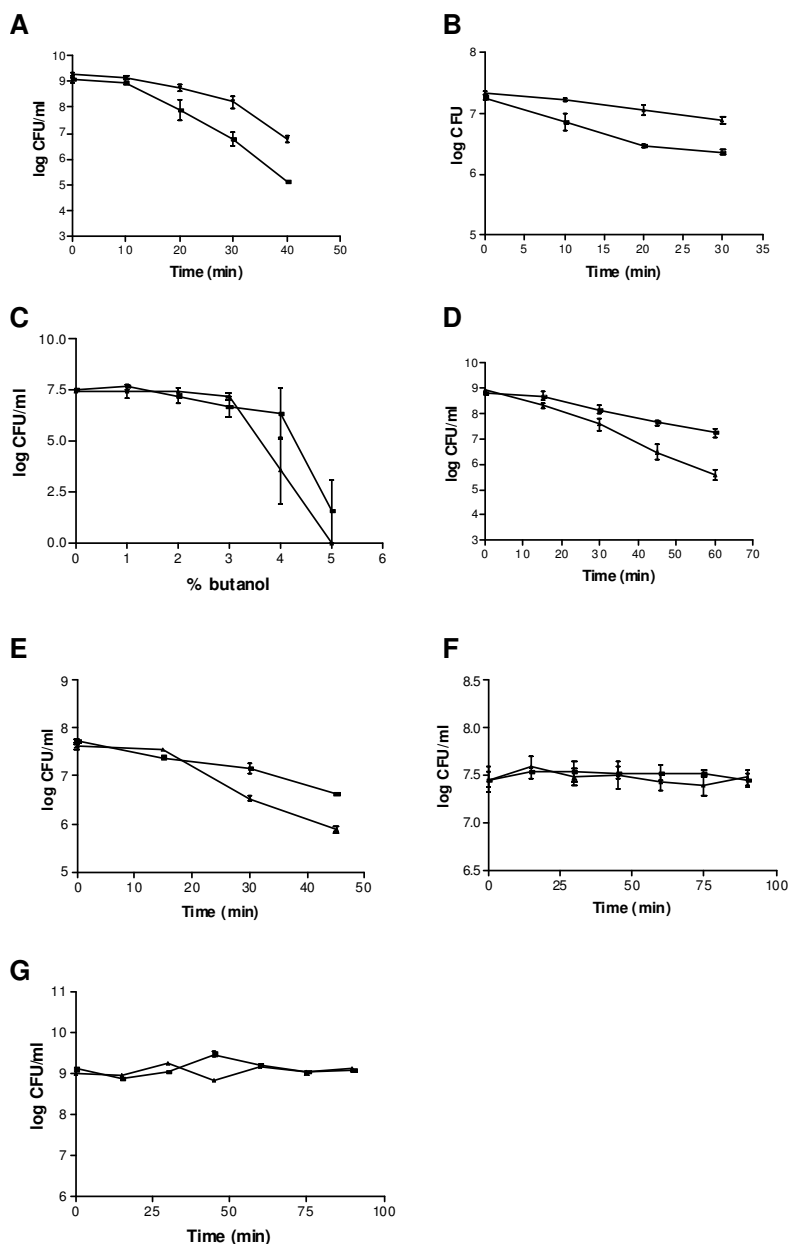 A
B
10
9
8
7
6
5
4
3
log CFU/ml
0 10 20 30 40 50
Time (min)
8
7
6
5
log CFU
0 5 10 15 20 25 30 35
Time (min)
C
D
10.0
7.5
5.0
2.5
0.0
log CFU/ml
0 1 2 3 4 5 6
% butanol
10
9
8
7
6
5
4
3
log CFU/ml
0 10 20 30 40 50 60 70
Time (min)
E
F
9
8
7
6
5
log CFU/ml
0 10 20 30 40 50
Time (min)
8.5
8.0
7.5
7.0
6.5
log CFU/ml
0 25 50 75 100
Time (min)
G
11
10
9
8
7
6
log CFU/ml
0 25 50 75 100
Time (min)